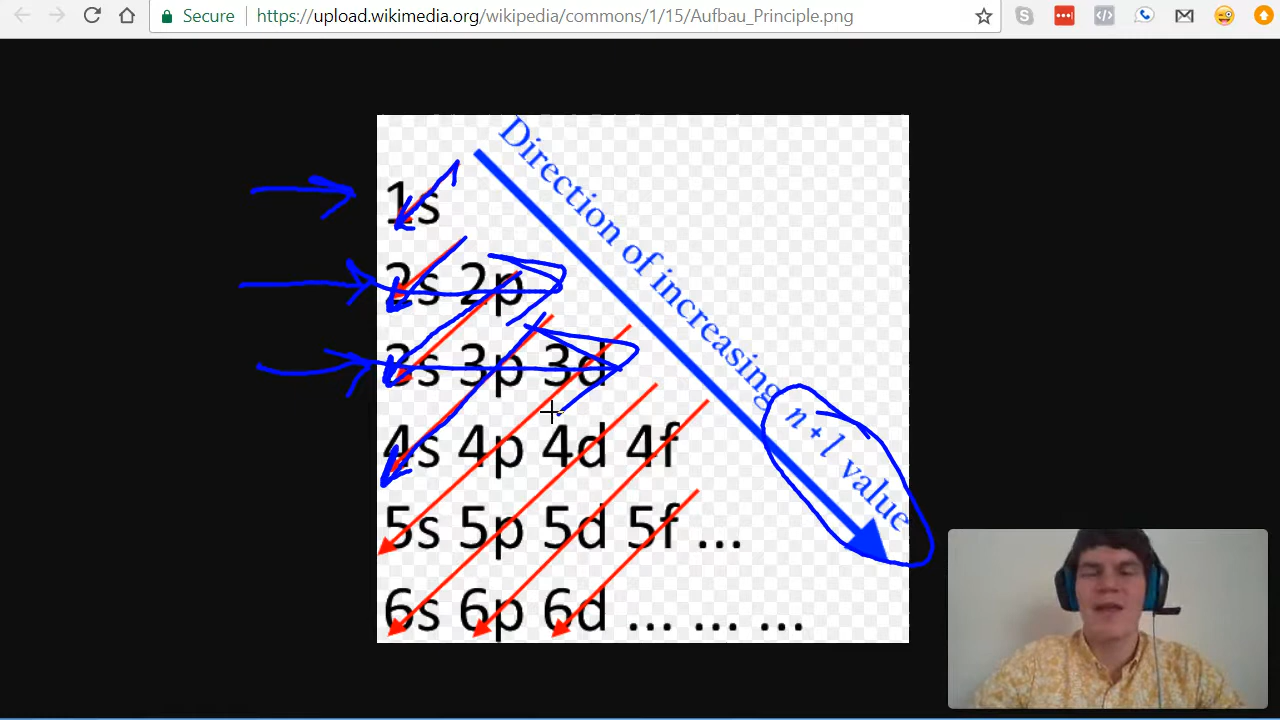 Secure https://upload.wikimedia.org/wikipedia/commons/1/15/Aufbau_Principle.png
Direction of increasing n + l value
1s
2s 2p
3s 3p 3d
4s 4p 4d 4f
5s 5p 5d 5f ...
6s 6p 6d ... ... ...